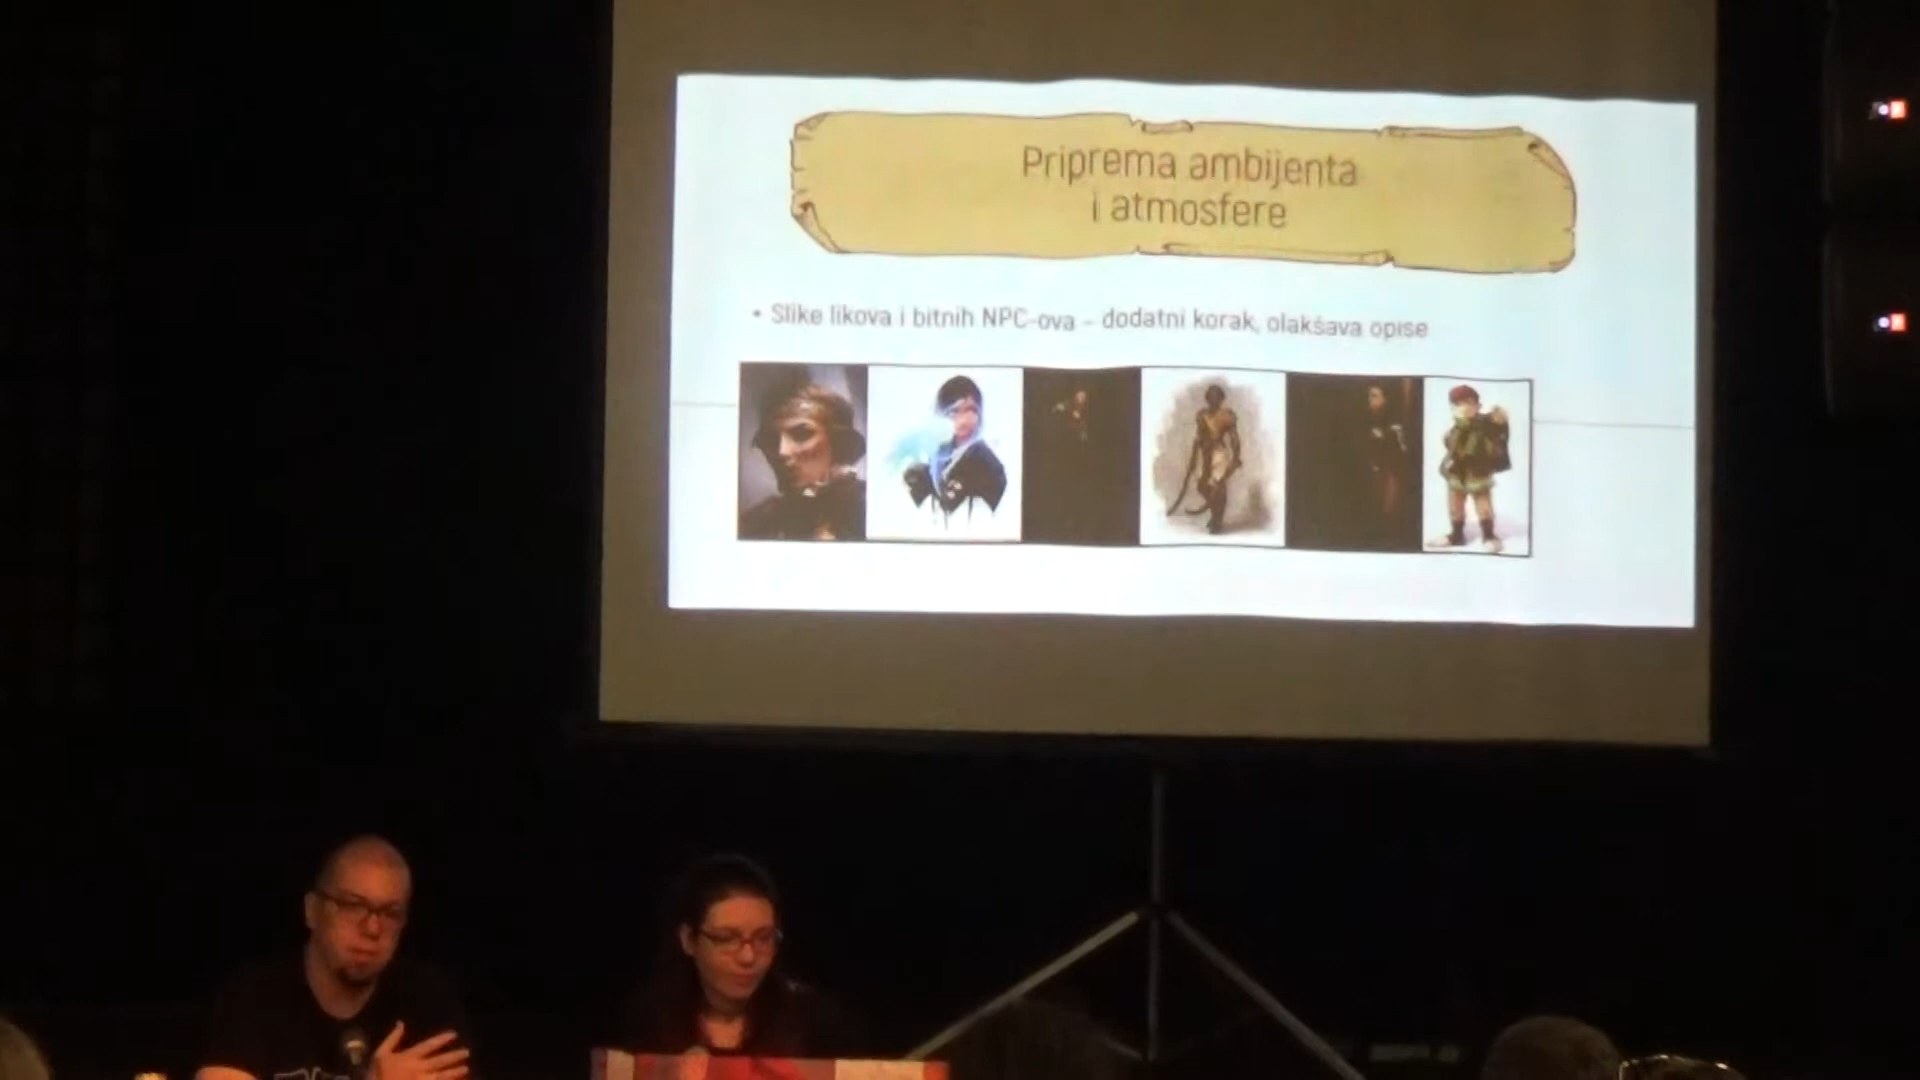 Priprema ambijenta
i atmosfere
• Slike likova i bitnih NPC-ova – dodatni korak, olakšava opise